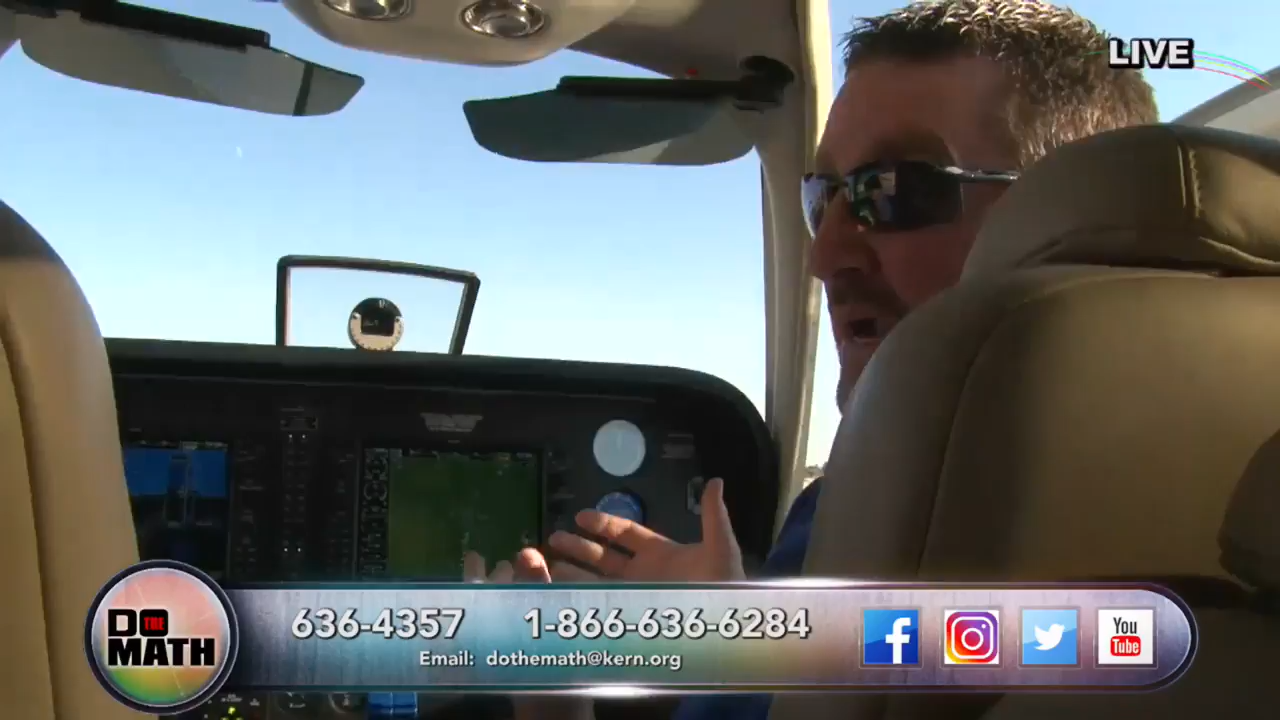 LIVE
636-4357 1-866-636-6284
Email: dothemath@kern.org
DO THE MATH
You Tube